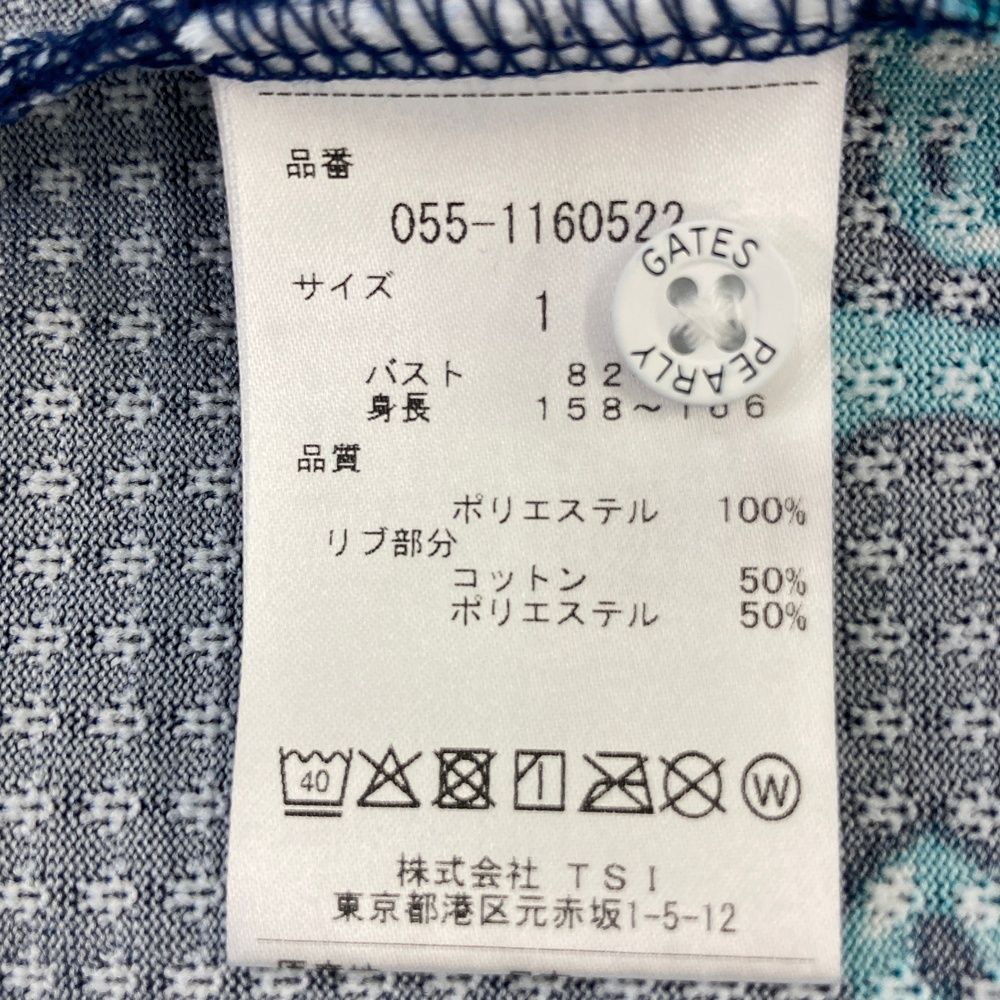 品番
055-1160522
GATES
サイズ
1
PEARLY
バスト 82
身長 158～166
品質
ポリエステル 100%
リブ部分
コットン 50%
ポリエステル 50%
40
W
株式会社 TSI
東京都港区元赤坂1-5-12